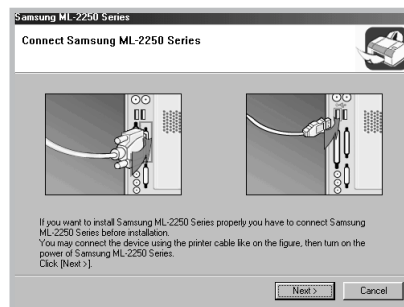 Samsung ML-2250 Series
Connect Samsung ML-2250 Series
If you want to install Samsung ML-2250 Series properly you have to connect Samsung
ML-2250 Series before installation.
You may connect the device using the printer cable like on the figure, then turn on the
power of Samsung ML-2250 Series.
Click [Next >].
Next >
Cancel